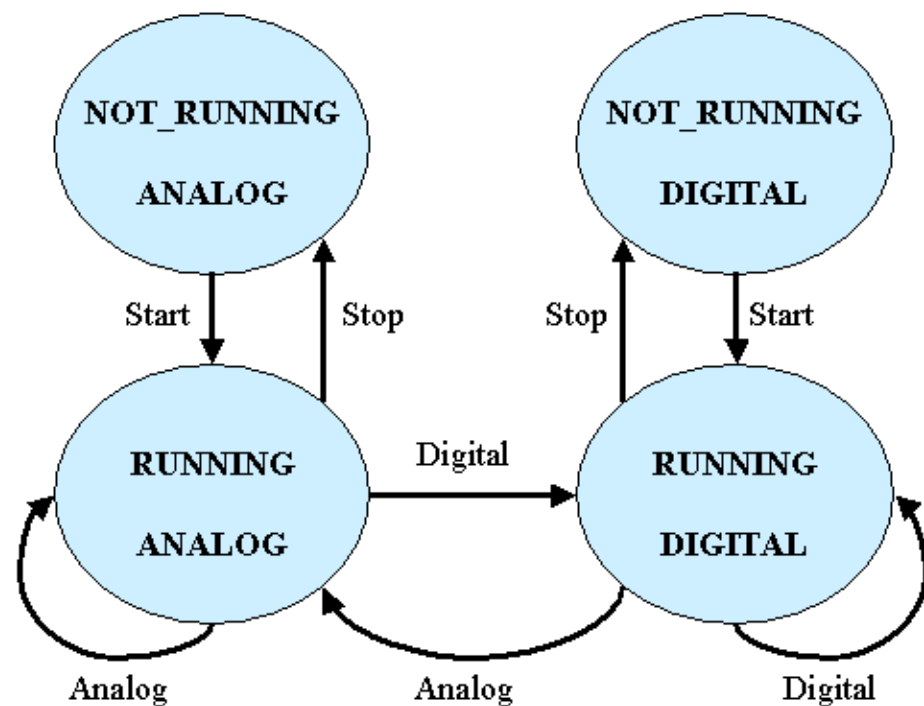 NOT_RUNNING
ANALOG
NOT_RUNNING
DIGITAL
Start
Stop
Stop
Start
RUNNING
ANALOG
Digital
RUNNING
DIGITAL
Analog
Analog
Digital